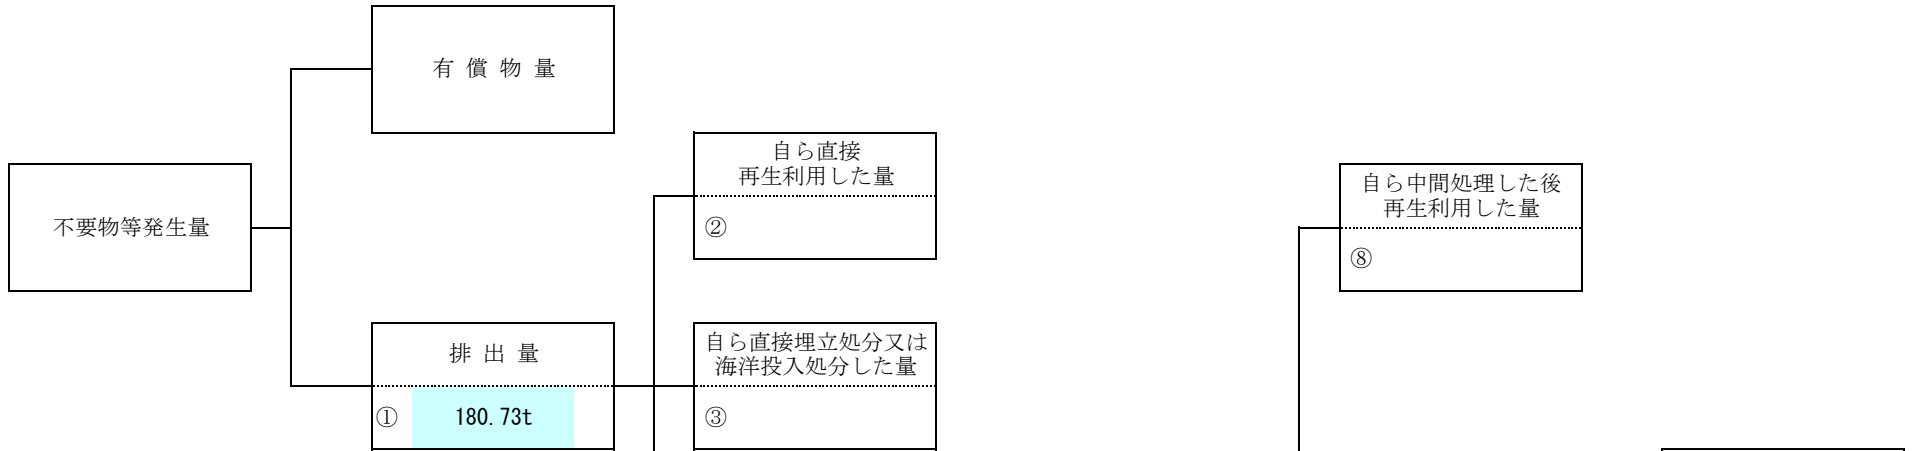 有 償 物 量
自ら直接
再生利用した量
②
自ら中間処理した後
再生利用した量
⑧
不要物等発生量
排 出 量
① 180.73t
自ら直接埋立処分又は
海洋投入処分した量
③